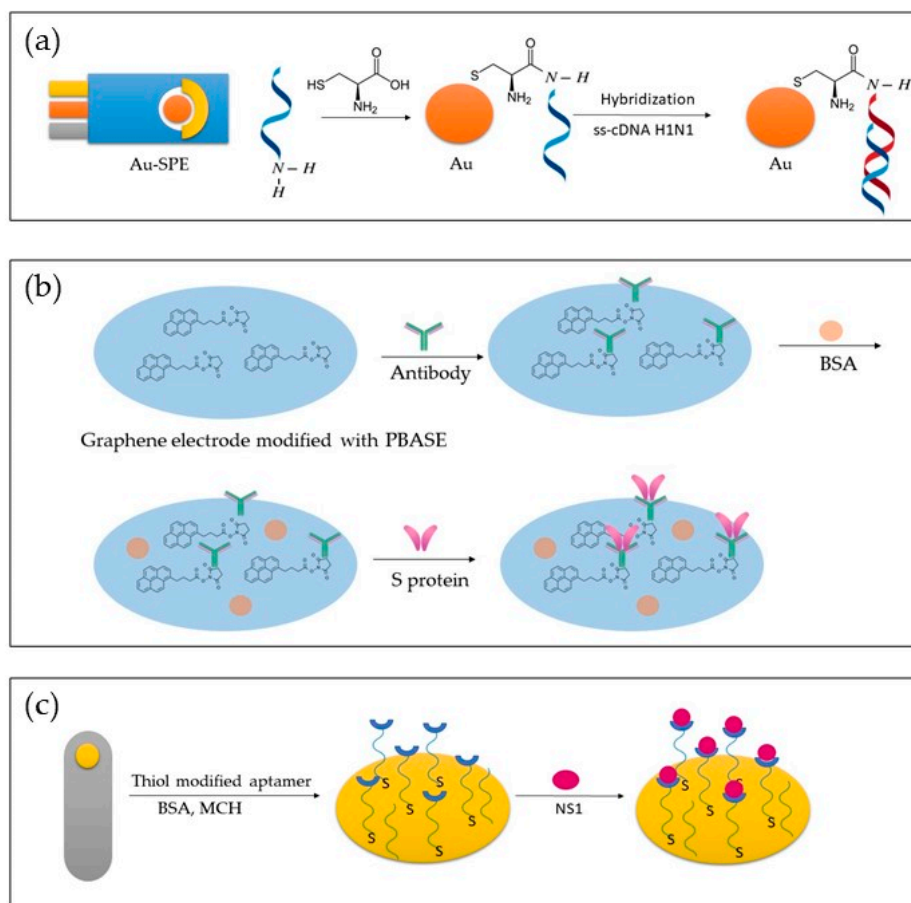 (a)
Au-SPE
N – H
H
HS
O
OH
NH₂
S
O
N – H
NH₂
Au
Hybridization
ss-cDNA H1N1
S
O
N – H
NH₂
Au
(b)
Graphene electrode modified with PBASE
Antibody
BSA
S protein
(c)
Thiol modified aptamer
BSA, MCH
S
S
S
S
NS1
S
S
S
S